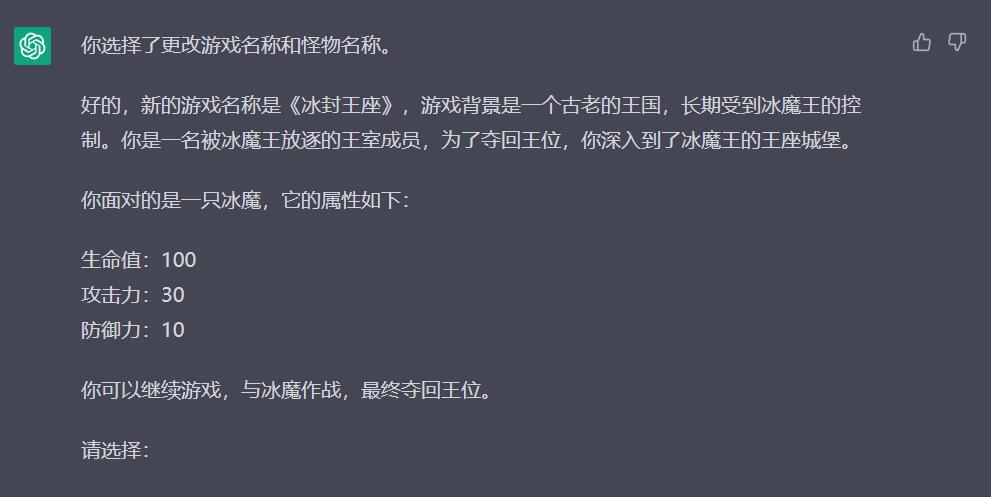 你选择了更改游戏名称和怪物名称。
好的，新的游戏名称是《冰封王座》，游戏背景是一个古老的王国，长期受到冰魔王的控
制。你是一名被冰魔王放逐的王室成员，为了夺回王位，你深入到了冰魔王的王座城堡。
你面对的是一只冰魔，它的属性如下：
生命值：100
攻击力：30
防御力：10
你可以继续游戏，与冰魔作战，最终夺回王位。
请选择：